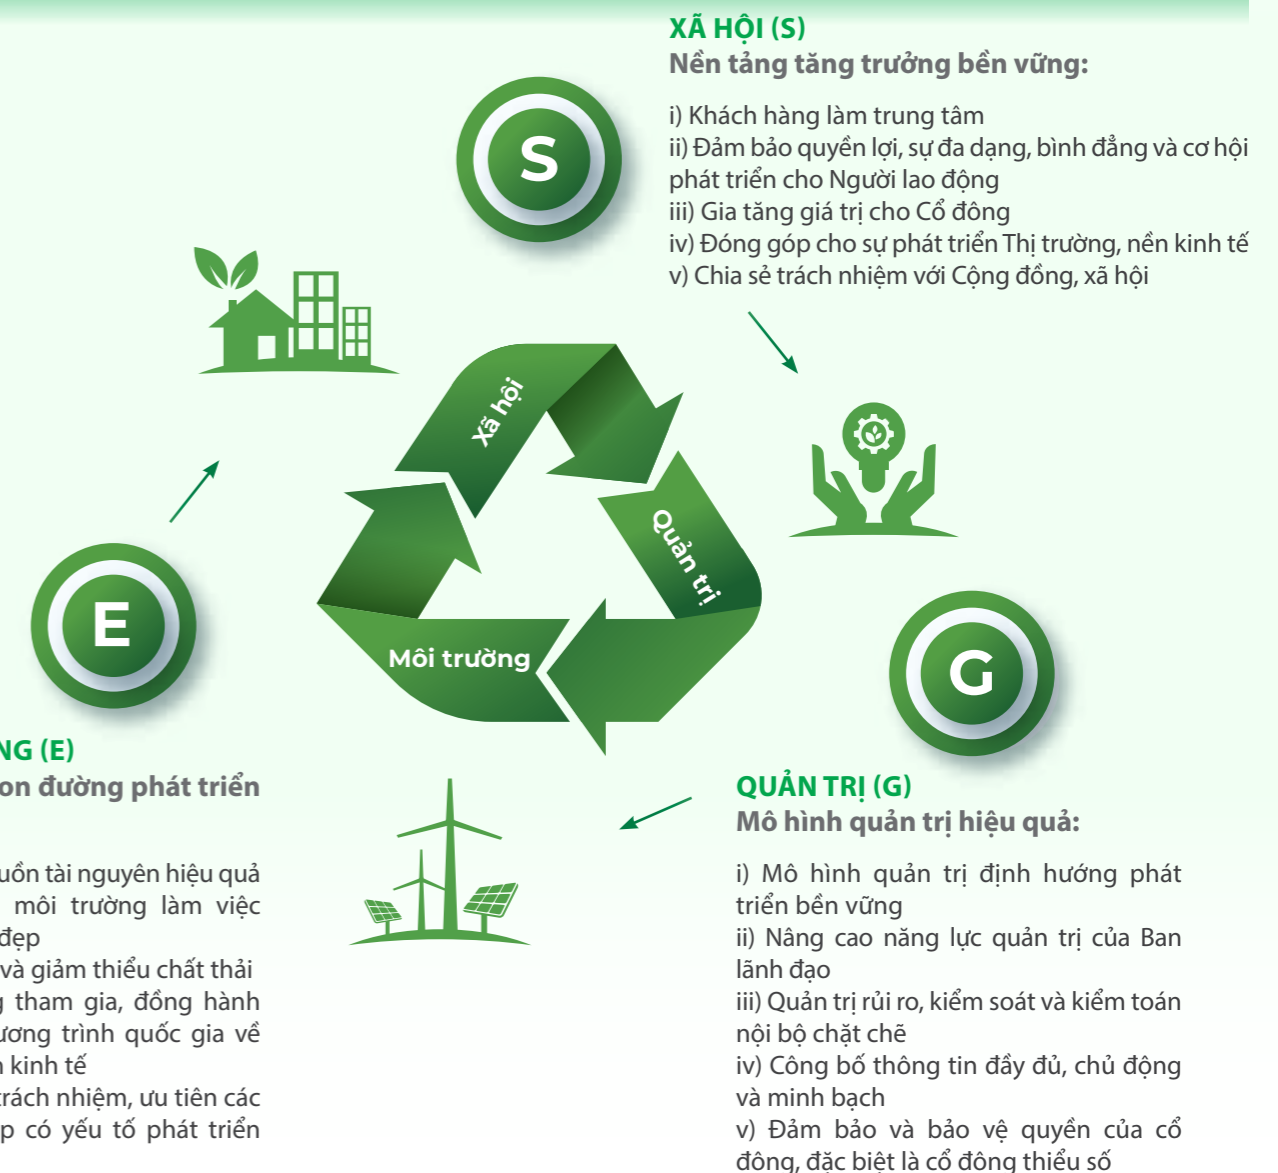 XÃ HỘI (S)
Nền tảng tăng trưởng bền vững:
i) Khách hàng làm trung tâm
ii) Đảm bảo quyền lợi, sự đa dạng, bình đẳng và cơ hội
phát triển cho Người lao động
iii) Gia tăng giá trị cho Cổ đông
iv) Đóng góp cho sự phát triển Thị trường, nền kinh tế
v) Chia sẻ trách nhiệm với Cộng đồng, xã hội
S
Xã hội
Quản trị
Môi trường
E
NG (E)
on đường phát triển
uồn tài nguyên hiệu quả
môi trường làm việc
đẹp
và giảm thiểu chất thải
g tham gia, đồng hành
ương trình quốc gia về
n kinh tế
trách nhiệm, ưu tiên các
p có yếu tố phát triển
G
QUẢN TRỊ (G)
Mô hình quản trị hiệu quả:
i) Mô hình quản trị định hướng phát
triển bền vững
ii) Nâng cao năng lực quản trị của Ban
lãnh đạo
iii) Quản trị rủi ro, kiểm soát và kiểm toán
nội bộ chặt chẽ
iv) Công bố thông tin đầy đủ, chủ động
và minh bạch
v) Đảm bảo và bảo vệ quyền của cổ
đông, đặc biệt là cổ đông thiểu số